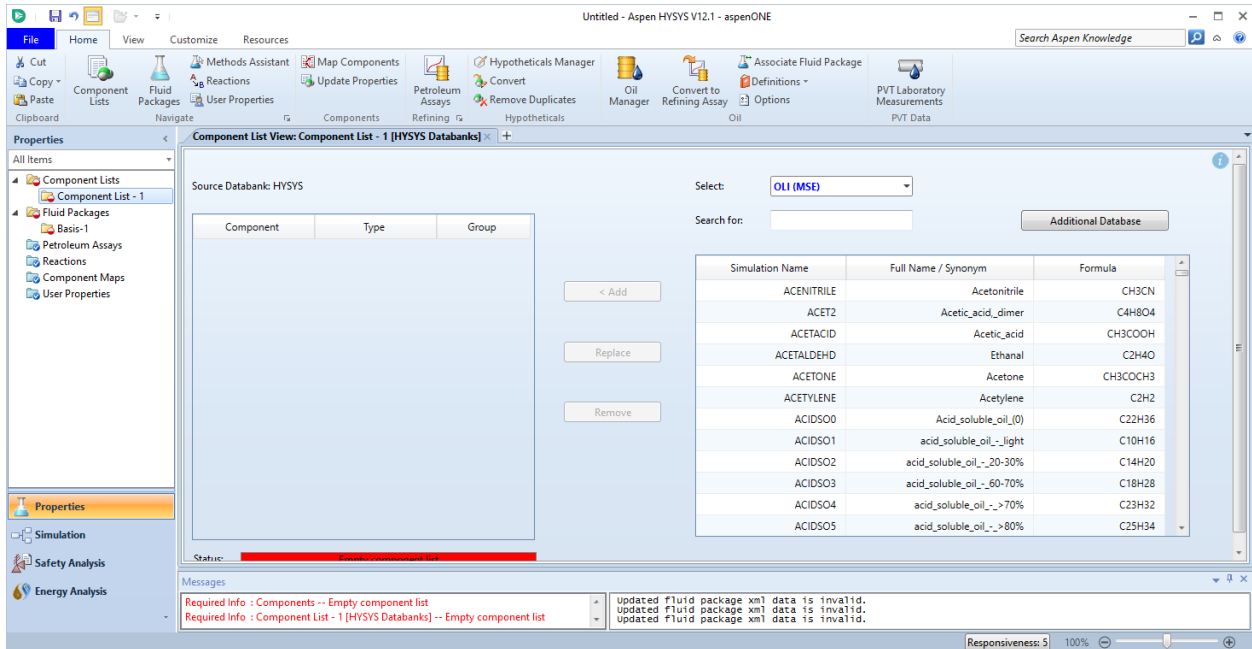 Untitled - Aspen HYSYS V12.1 - aspenONE
File Home View Customize Resources Search Aspen Knowledge
Cut
Copy
Paste
Clipboard
Component Lists
Fluid Packages
Methods Assistant
Reactions
User Properties
Navigate
Map Components
Update Properties
Components
Petroleum Assays
Refining
Hypotheticals Manager
Convert
Remove Duplicates
Hypotheticals
Oil Manager
Convert to Refining Assay
Associate Fluid Package
Definitions
Options
Oil
PVT Laboratory Measurements
PVT Data
Properties
All Items
Component Lists
Component List - 1
Fluid Packages
Basis-1
Petroleum Assays
Reactions
Component Maps
User Properties
Properties
Simulation
Safety Analysis
Energy Analysis
Component List View: Component List - 1 [HYSYS Databanks] +
Source Databank: HYSYS
Component Type Group
< Add
Replace
Remove
Select: OLI (MSE)
Search for:
Additional Database
Simulation Name Full Name / Synonym Formula
ACENITRILE Acetonitrile CH3CN
ACET2 Acetic_acid,_dimer C4H8O4
ACETACID Acetic_acid CH3COOH
ACETALDEHD Ethanal C2H4O
ACETONE Acetone CH3COCH3
ACETYLENE Acetylene C2H2
ACIDSO0 Acid_soluble_oil_(0) C22H36
ACIDSO1 acid_soluble_oil_-_light C10H16
ACIDSO2 acid_soluble_oil_-_20-30% C14H20
ACIDSO3 acid_soluble_oil_-_60-70% C18H28
ACIDSO4 acid_soluble_oil_-_>70% C23H32
ACIDSO5 acid_soluble_oil_-_>80% C25H34
Status: Empty component list
Messages
Required Info : Components -- Empty component list
Required Info : Component List - 1 [HYSYS Databanks] -- Empty component list
Updated fluid package xml data is invalid.
Updated fluid package xml data is invalid.
Updated fluid package xml data is invalid.
Responsiveness: 5 100%